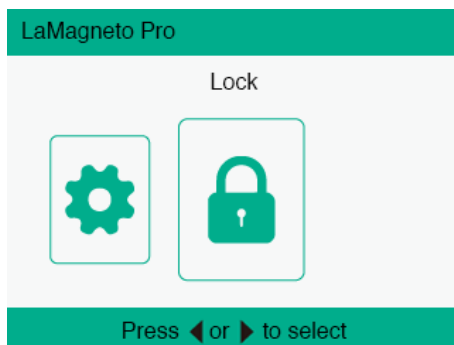 LaMagneto Pro
Lock
Press ◀ or ▶ to select